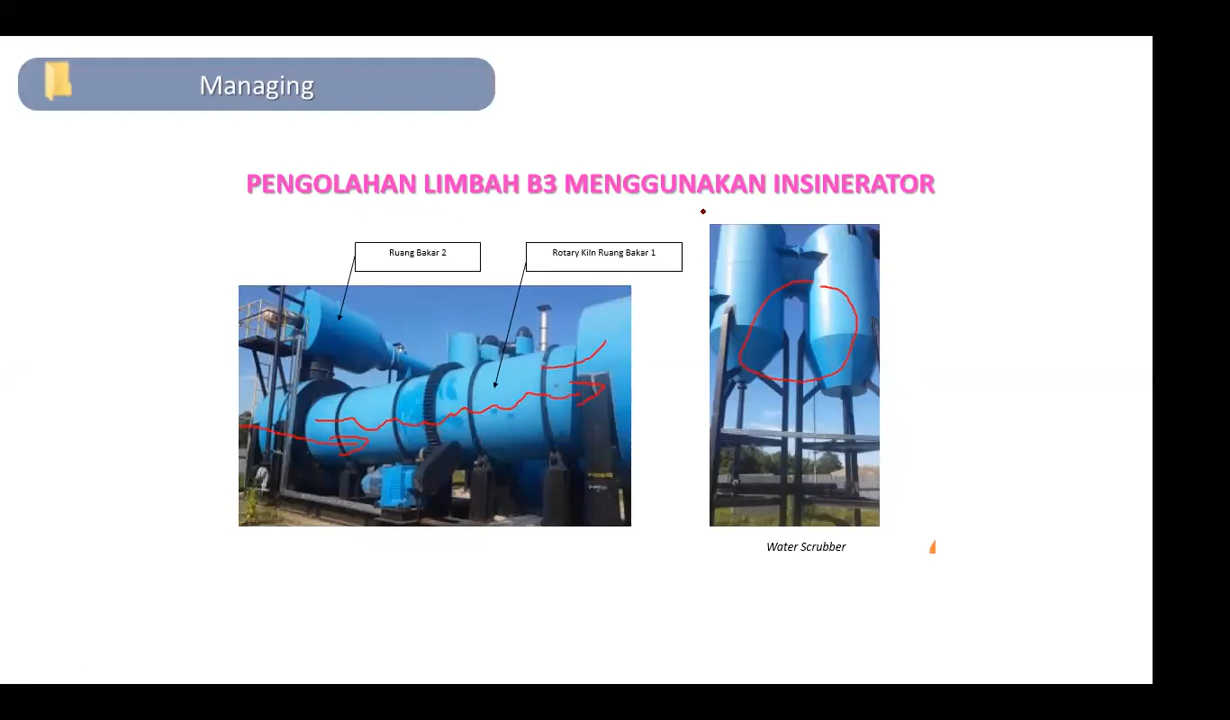 Managing
PENGOLAHAN LIMBAH B3 MENGGUNAKAN INSINERATOR
Ruang Bakar 2
Rotary Kiln Ruang Bakar 1
Water Scrubber